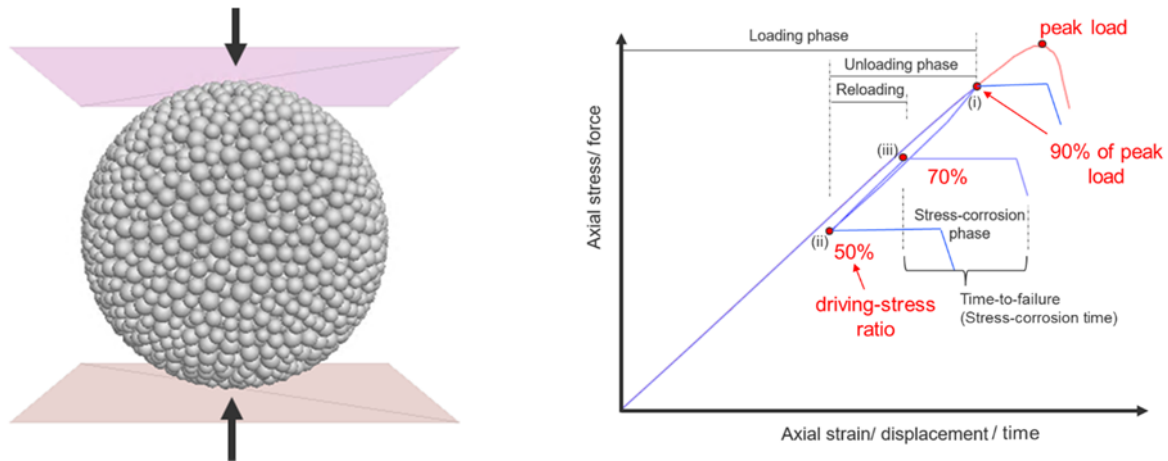 peak load
Loading phase
Unloading phase
Reloading
(i)
90% of peak
load
(iii)
70%
Stress-corrosion
phase
(ii)
50%
driving-stress
ratio
Time-to-failure
(Stress-corrosion time)
Axial stress/ force
Axial strain/ displacement / time